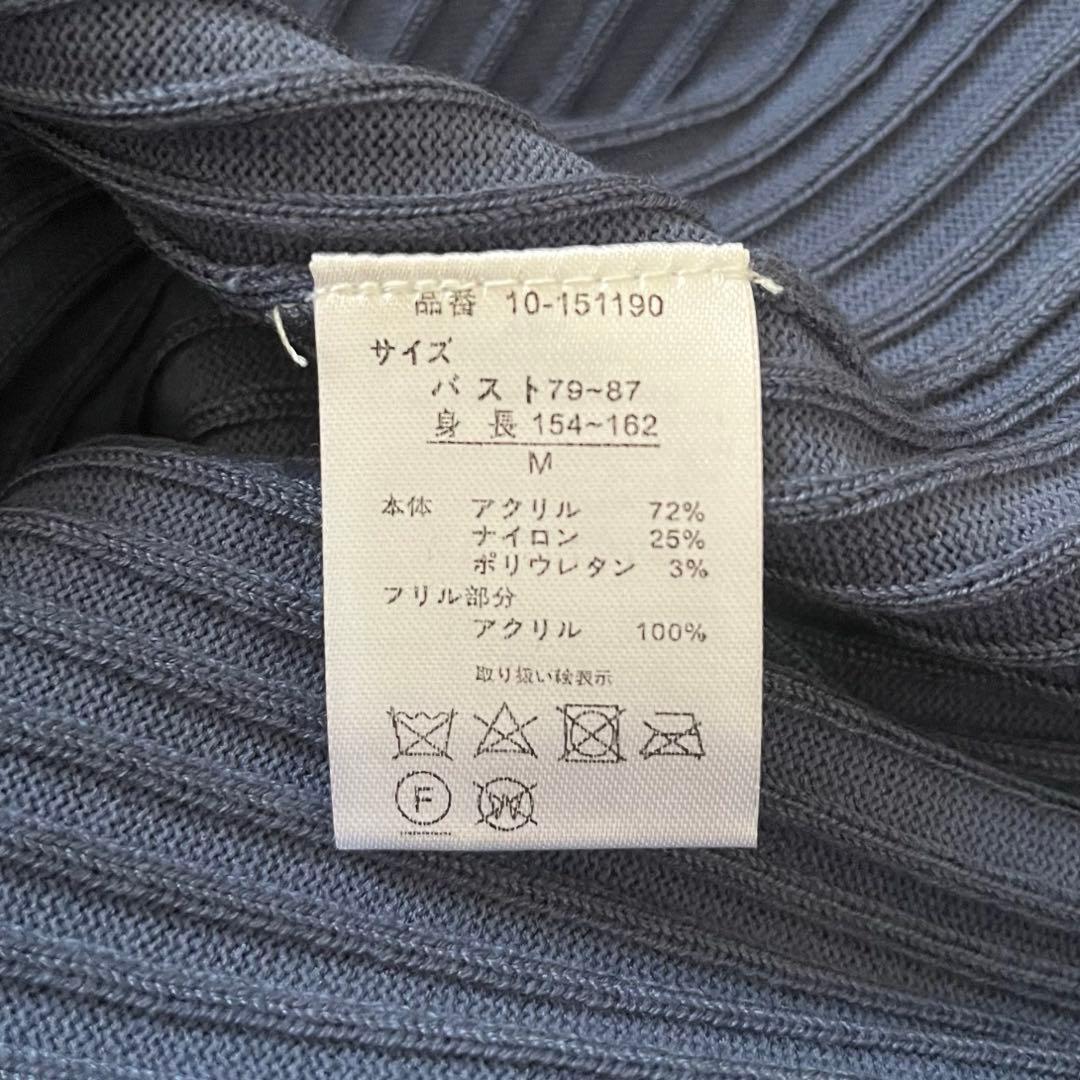 品番 10-151190
サイズ
バスト79~87
身長 154~162
M
本体 アクリル 72%
ナイロン 25%
ポリウレタン 3%
フリル部分
アクリル 100%
取り扱い絵表示
F
W